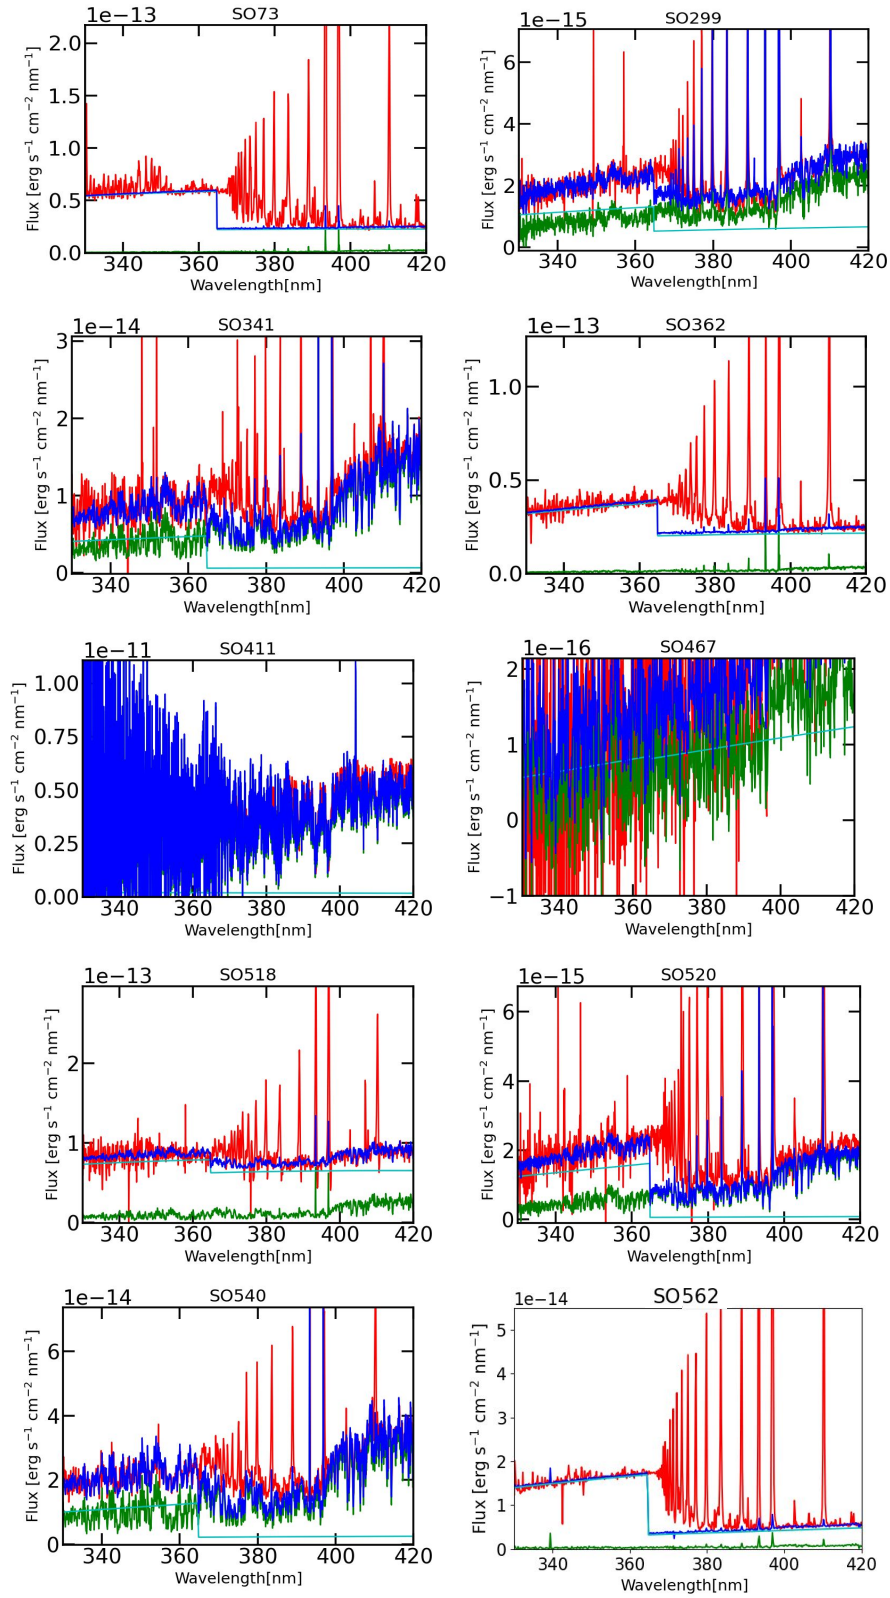 1e−13 SO73
Flux [erg s⁻¹ cm⁻² nm⁻¹]
2.0
1.5
1.0
0.5
0.0
340 360 380 400 420
Wavelength[nm]
1e−15 SO299
Flux [erg s⁻¹ cm⁻² nm⁻¹]
6
4
2
0
340 360 380 400 420
Wavelength[nm]
1e−14 SO341
Flux [erg s⁻¹ cm⁻² nm⁻¹]
3
2
1
0
340 360 380 400 420
Wavelength[nm]
1e−13 SO362
Flux [erg s⁻¹ cm⁻² nm⁻¹]
1.0
0.5
0.0
340 360 380 400 420
Wavelength[nm]
1e−11 SO411
Flux [erg s⁻¹ cm⁻² nm⁻¹]
1.00
0.75
0.50
0.25
0.00
340 360 380 400 420
Wavelength[nm]
1e−16 SO467
Flux [erg s⁻¹ cm⁻² nm⁻¹]
2
1
0
−1
340 360 380 400 420
Wavelength[nm]
1e−13 SO518
Flux [erg s⁻¹ cm⁻² nm⁻¹]
2
1
0
340 360 380 400 420
Wavelength[nm]
1e−15 SO520
Flux [erg s⁻¹ cm⁻² nm⁻¹]
6
4
2
0
340 360 380 400 420
Wavelength[nm]
1e−14 SO540
Flux [erg s⁻¹ cm⁻² nm⁻¹]
6
4
2
0
340 360 380 400 420
Wavelength[nm]
1e−14 SO562
Flux [erg s⁻¹ cm⁻² nm⁻¹]
5
4
3
2
1
0
340 360 380 400 420
Wavelength[nm]